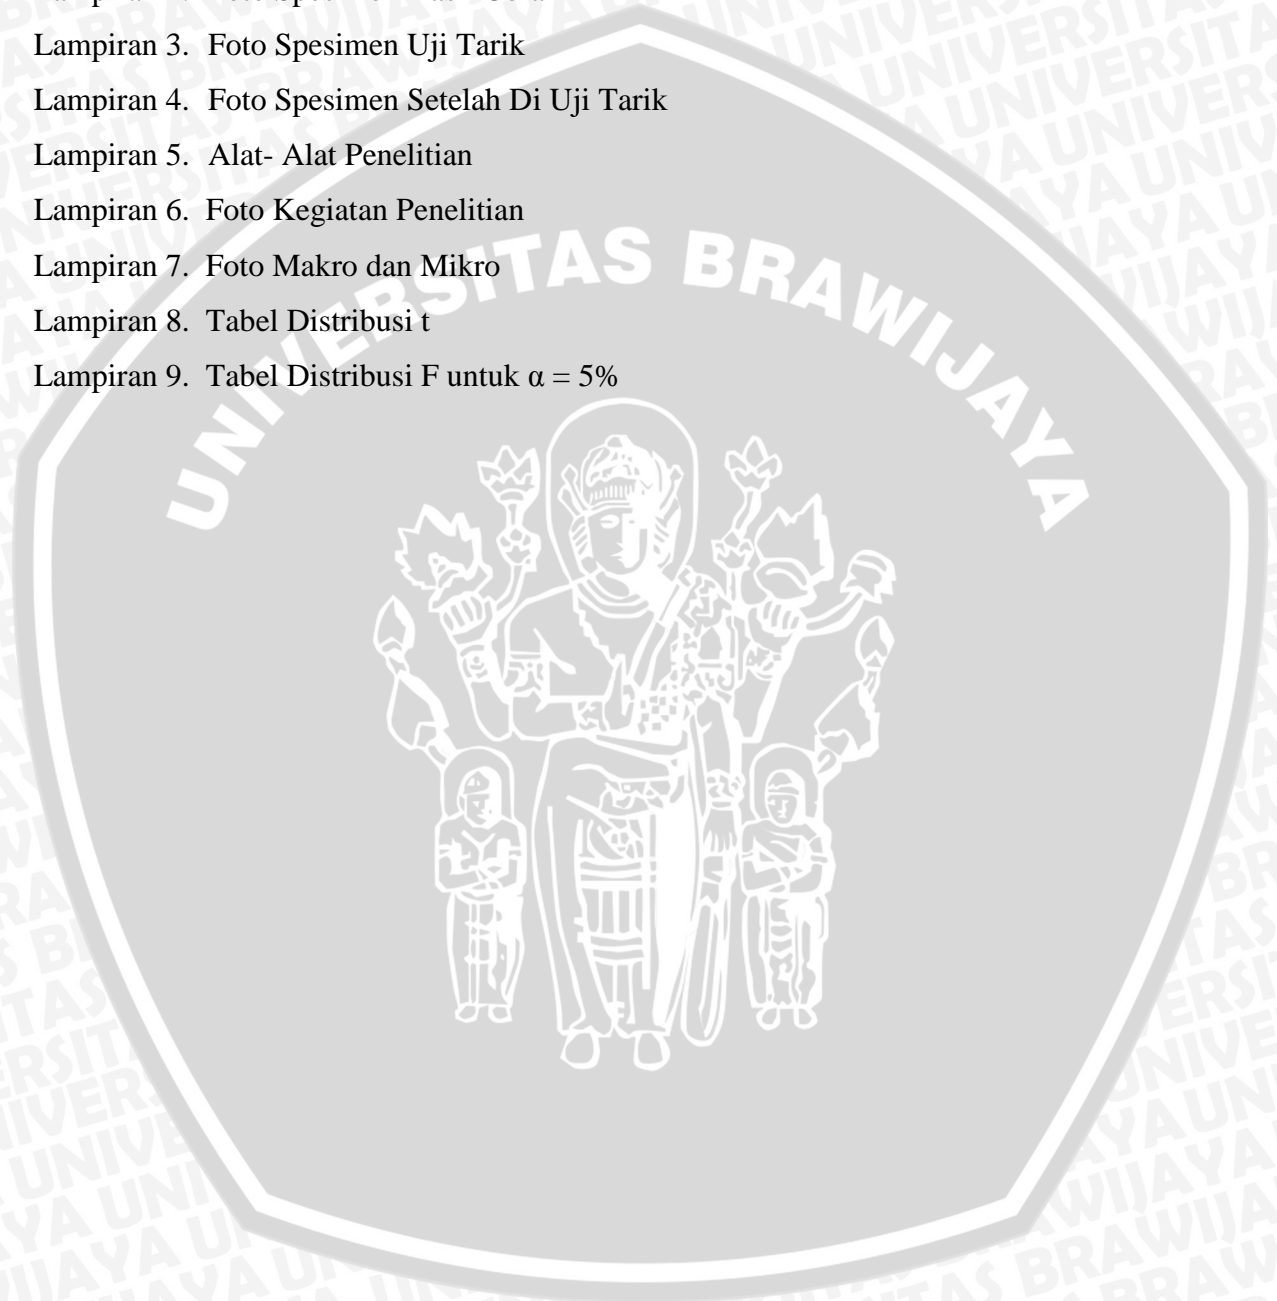 Lampiran 3. Foto Spesimen Uji Tarik
Lampiran 4. Foto Spesimen Setelah Di Uji Tarik
Lampiran 5. Alat- Alat Penelitian
Lampiran 6. Foto Kegiatan Penelitian
Lampiran 7. Foto Makro dan Mikro
Lampiran 8. Tabel Distribusi t
Lampiran 9. Tabel Distribusi F untuk α = 5%
UNIVERSITAS BRAWIJAYA